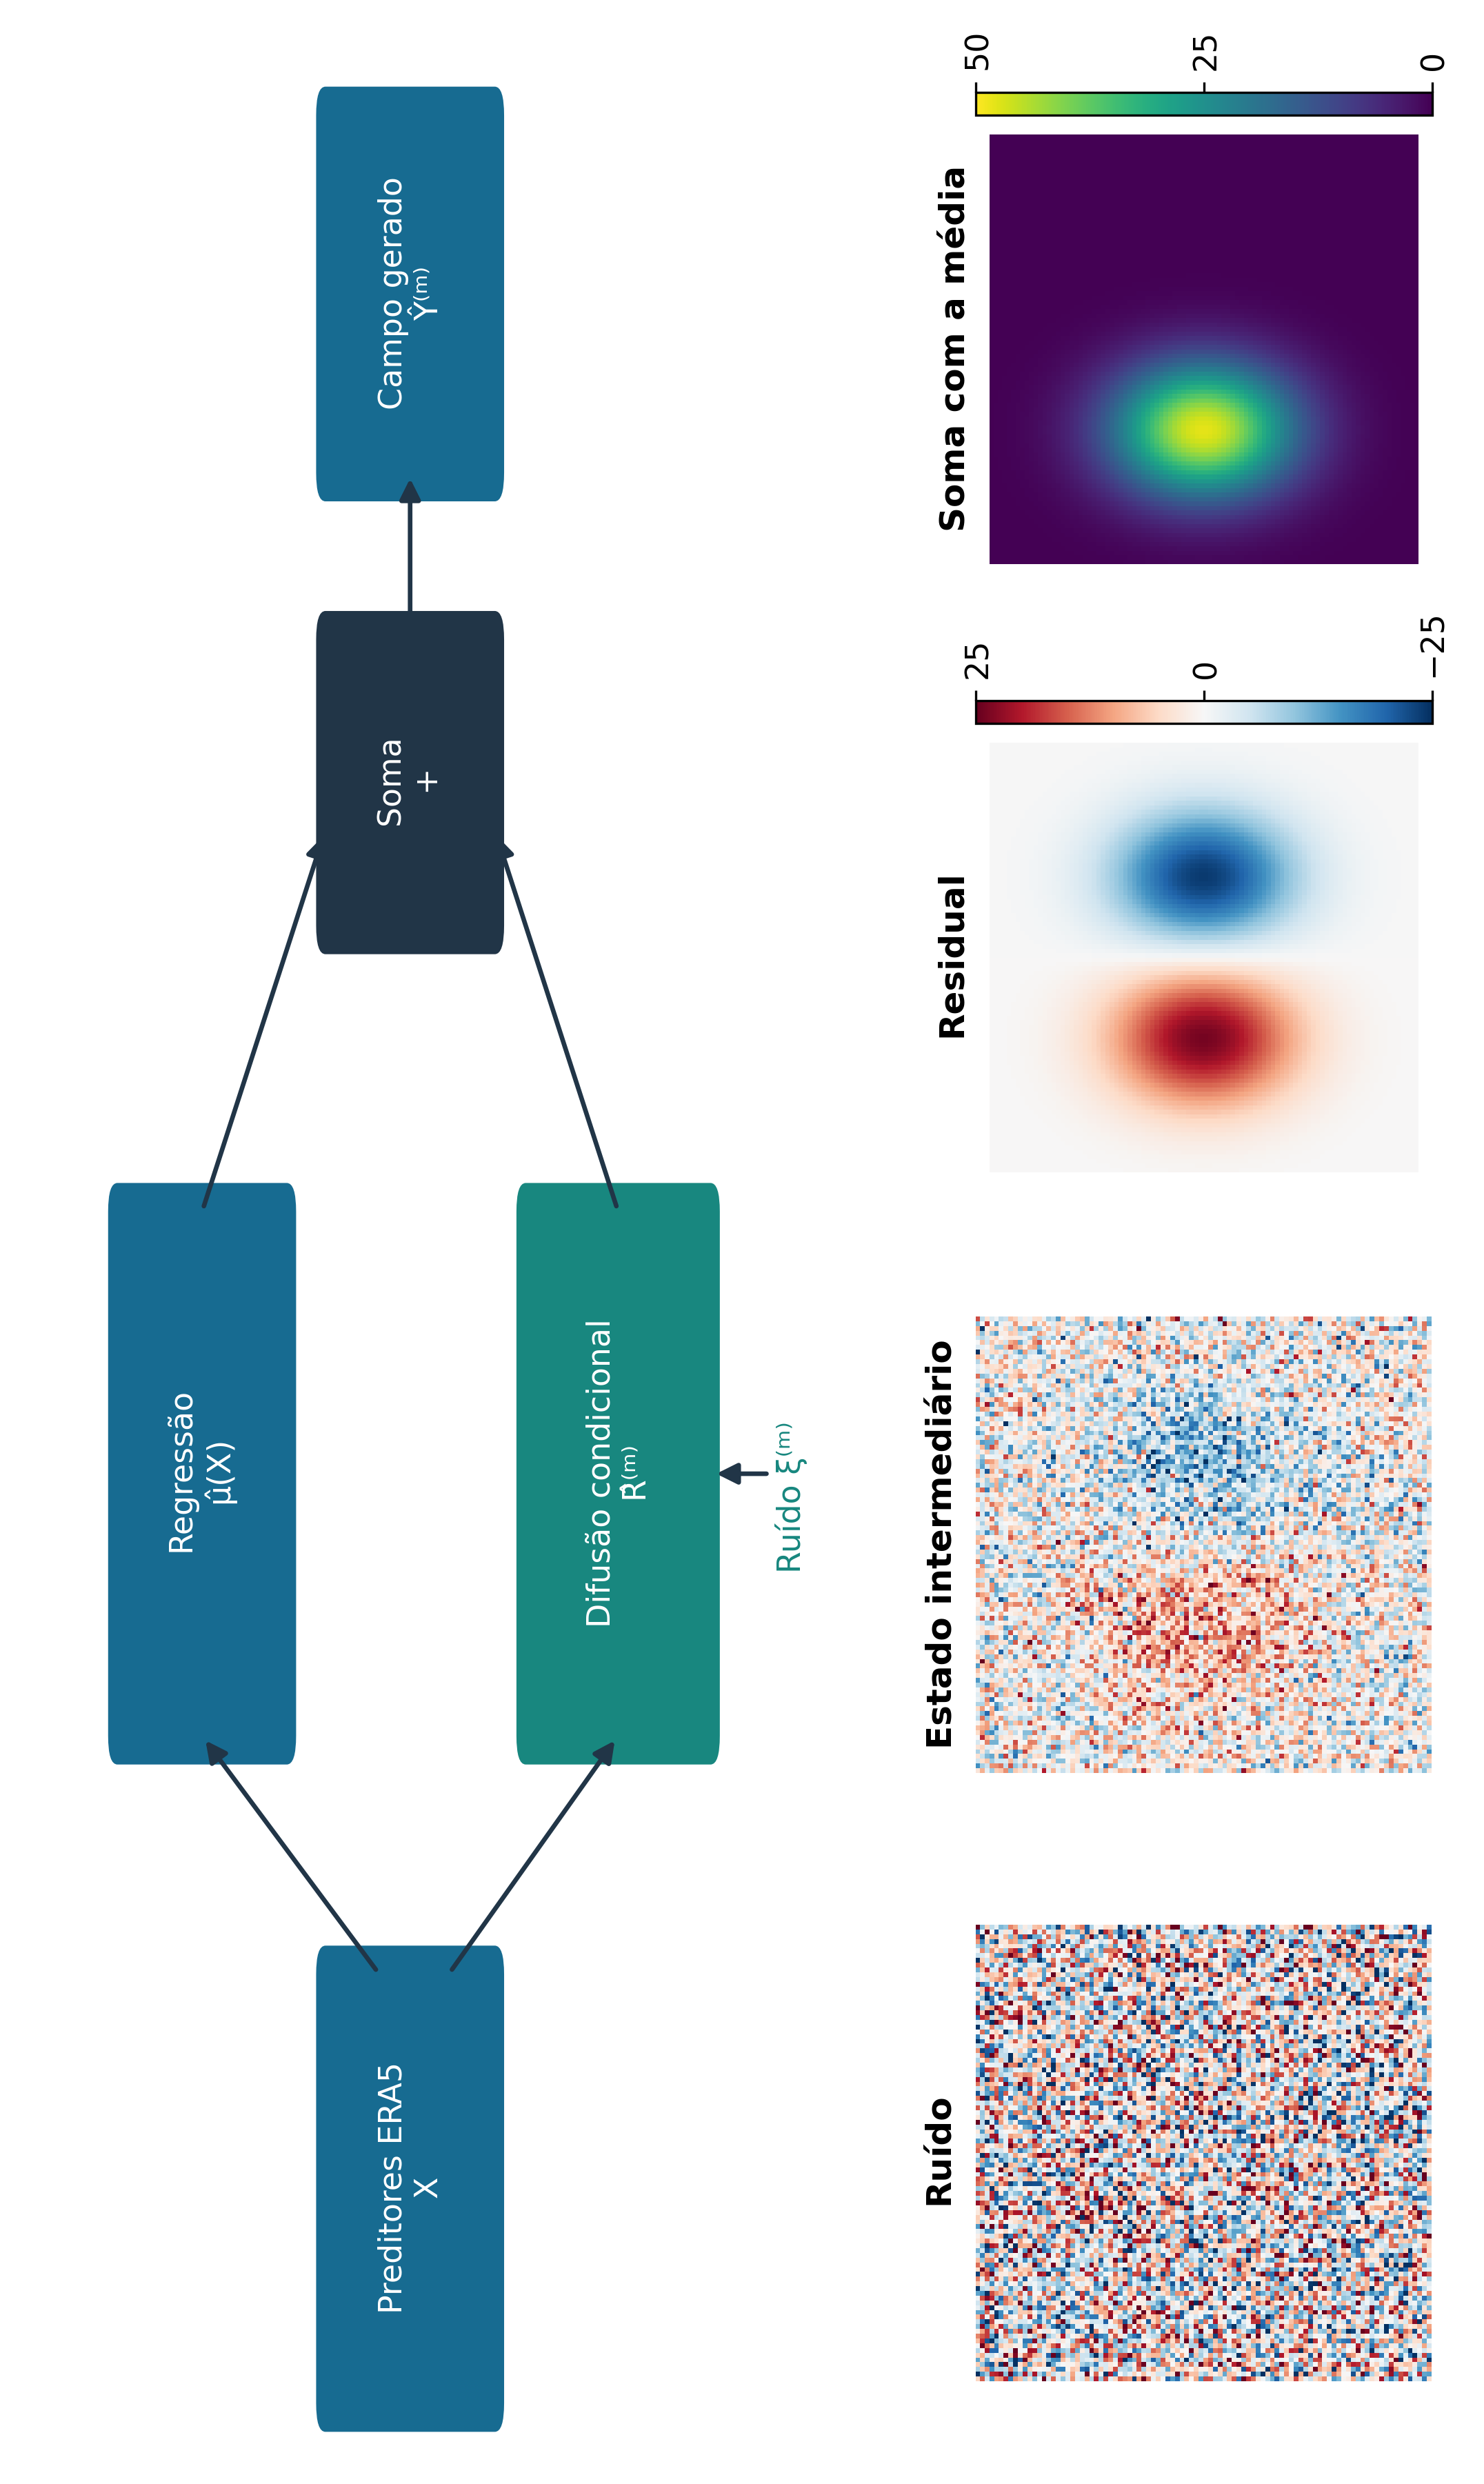 Regressão
μ̂(X)
Preditores ERA5
X
Soma
+
Campo gerado
Ŷ⁽ᵐ⁾
Difusão condicional
R̂⁽ᵐ⁾
Ruído ξ⁽ᵐ⁾
Ruído
Estado intermediário
Residual
25
0
−25
Soma com a média
50
25
0